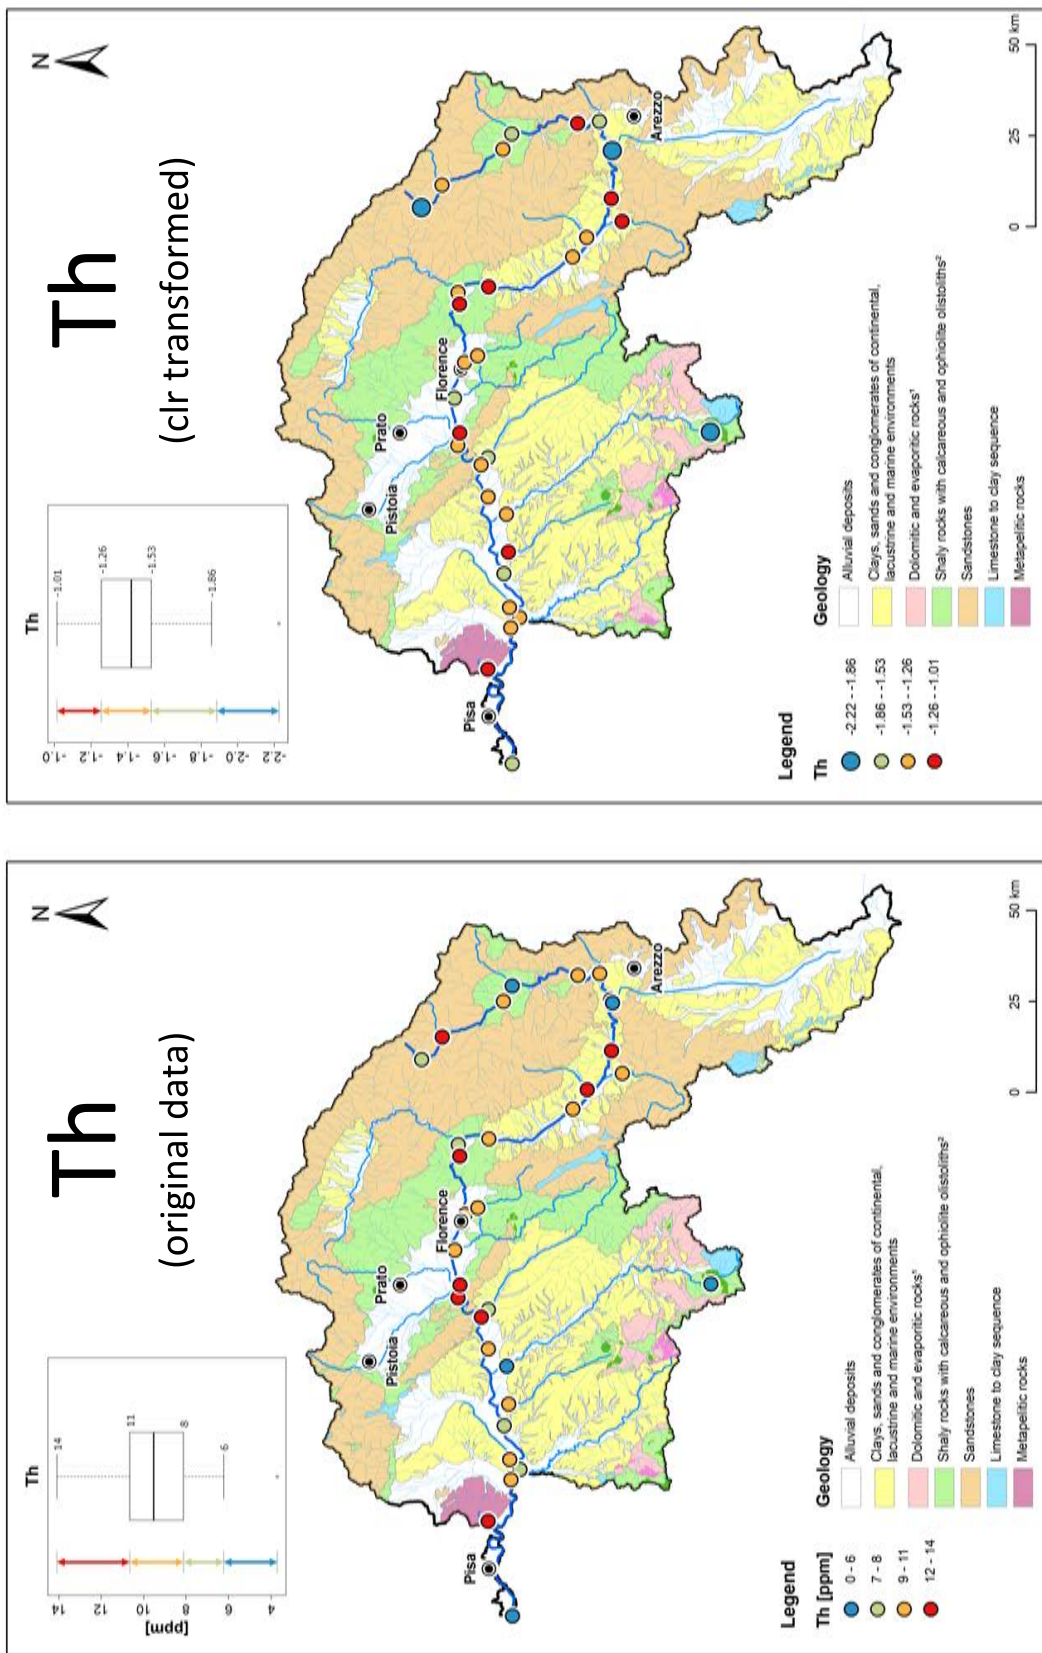 Th
(original data)
N
Th
14
11
8
6
14
12
10
8
6
4
[ppm]
Pistoia
Prato
Florence
Pisa
Arezzo
Legend
Th [ppm]
0 - 6
7 - 8
9 - 11
12 - 14
Geology
Alluvial deposits
Clays, sands and conglomerates of continental,
lacustrine and marine environments
Dolomitic and evaporitic rocks¹
Shaly rocks with calcareous and ophiolite olistoliths²
Sandstones
Limestone to clay sequence
Metapelitic rocks
0 25 50 km
Th
(clr transformed)
N
Th
-1.01
-1.26
-1.53
-1.86
-1.0
-1.2
-1.4
-1.6
-1.8
-2.0
-2.2
Pistoia
Prato
Florence
Pisa
Arezzo
Legend
Th
-2.22 - -1.86
-1.86 - -1.53
-1.53 - -1.26
-1.26 - -1.01
Geology
Alluvial deposits
Clays, sands and conglomerates of continental,
lacustrine and marine environments
Dolomitic and evaporitic rocks¹
Shaly rocks with calcareous and ophiolite olistoliths²
Sandstones
Limestone to clay sequence
Metapelitic rocks
0 25 50 km